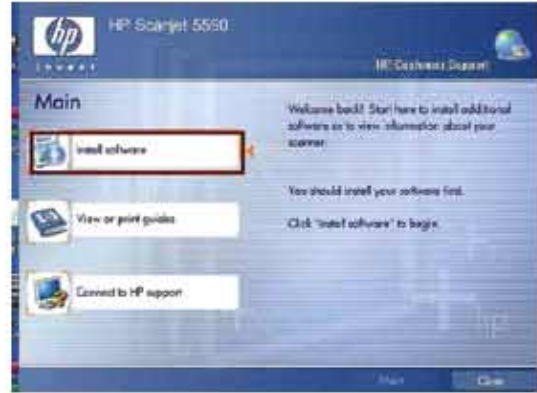 hp
invent
HP Scanjet 5590
HP Customer Support
Main
Install software
View or print guides
Connect to HP support
Welcome back! Start here to install additional
software or to view information about your
scanner.
You should install your software first.
Click "Install software" to begin.
hp
Close